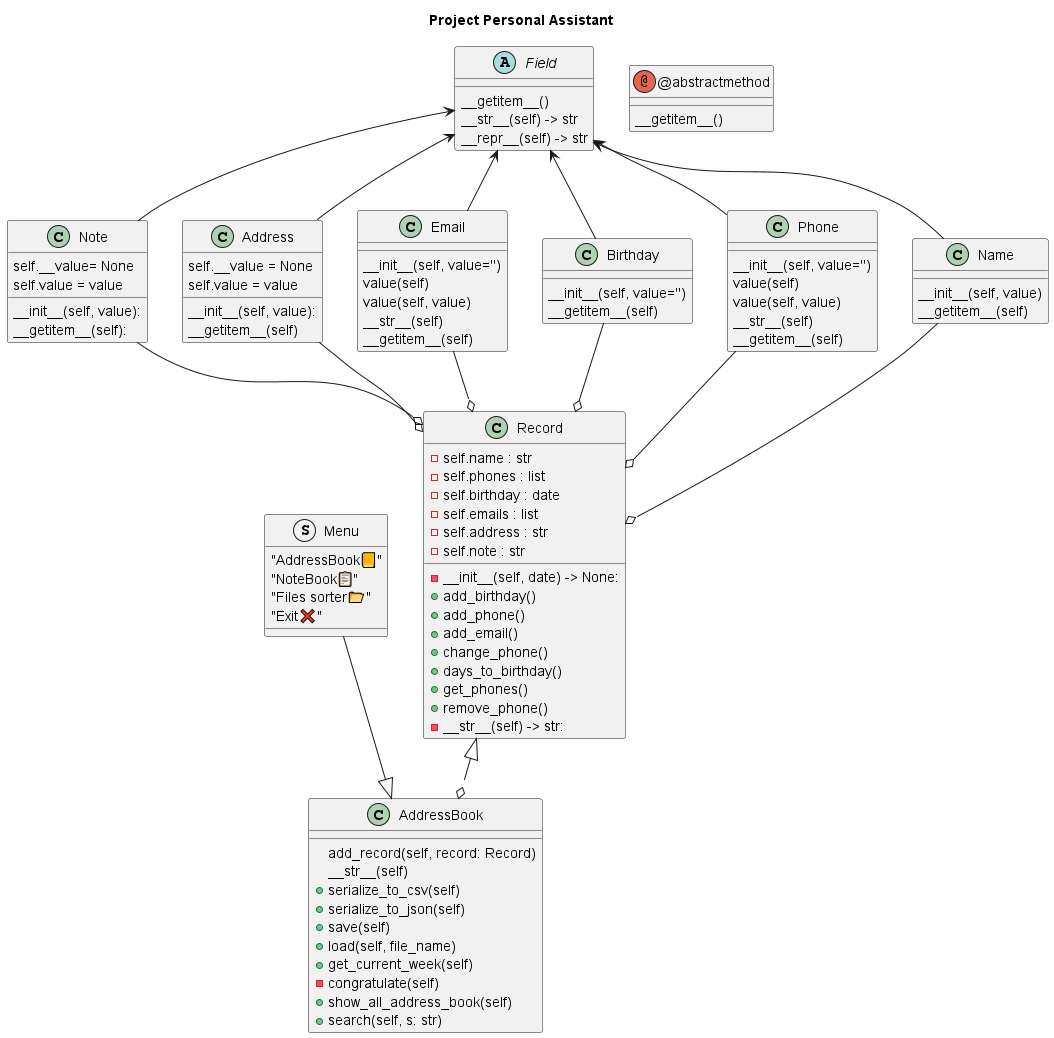 Project Personal Assistant
A Field
__getitem__()
__str__(self) -> str
__repr__(self) -> str
@ @abstractmethod
__getitem__()
C Note
self.__value= None
self.value = value
__init__(self, value):
__getitem__(self):
C Address
self.__value = None
self.value = value
__init__(self, value):
__getitem__(self)
C Email
__init__(self, value='')
value(self)
value(self, value)
__str__(self)
__getitem__(self)
C Birthday
__init__(self, value='')
__getitem__(self)
C Phone
__init__(self, value='')
value(self)
value(self, value)
__str__(self)
__getitem__(self)
C Name
__init__(self, value)
__getitem__(self)
C Record
self.name : str
self.phones : list
self.birthday : date
self.emails : list
self.address : str
self.note : str
__init__(self, date) -> None:
add_birthday()
add_phone()
add_email()
change_phone()
days_to_birthday()
get_phones()
remove_phone()
__str__(self) -> str:
S Menu
"AddressBook📒"
"NoteBook📋"
"Files sorter📂"
"Exit❌"
C AddressBook
add_record(self, record: Record)
__str__(self)
serialize_to_csv(self)
serialize_to_json(self)
save(self)
load(self, file_name)
get_current_week(self)
congratulate(self)
show_all_address_book(self)
search(self, s: str)